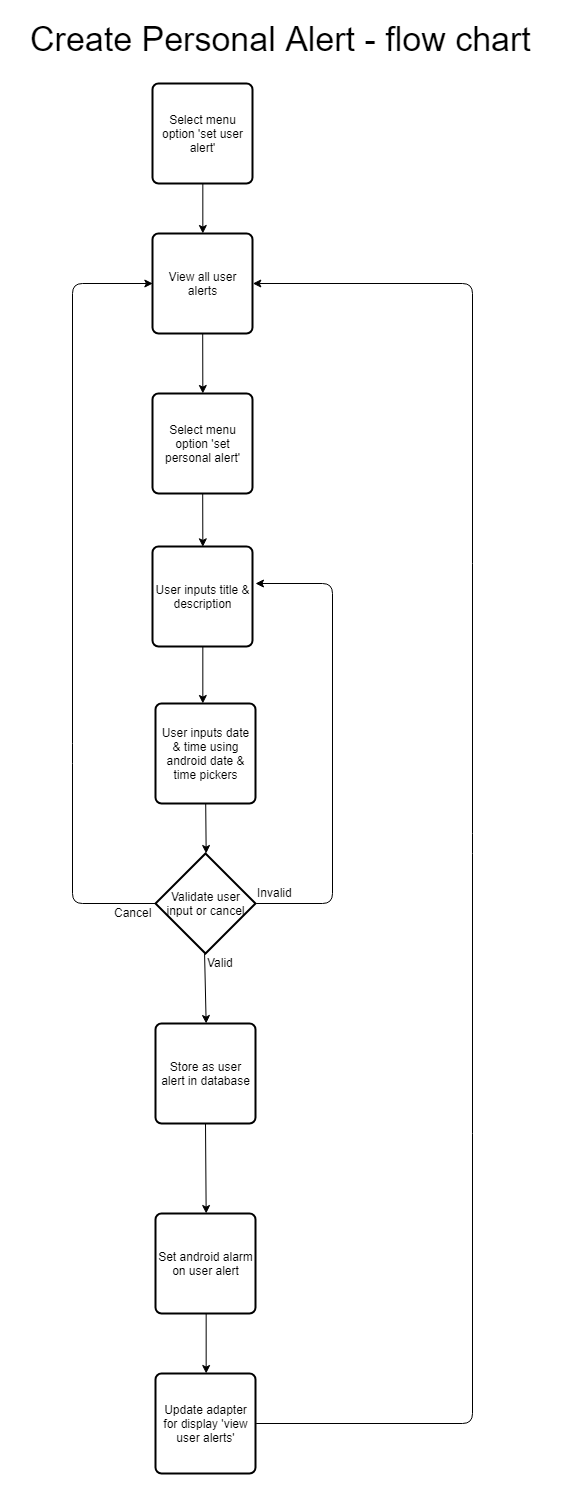 Create Personal Alert - flow chart
Select menu
option 'set user
alert'
View all user
alerts
Select menu
option 'set
personal alert'
User inputs title &
description
User inputs date
& time using
android date &
time pickers
Validate user
input or cancel
Invalid
Cancel
Valid
Store as user
alert in database
Set android alarm
on user alert
Update adapter
for display 'view
user alerts'